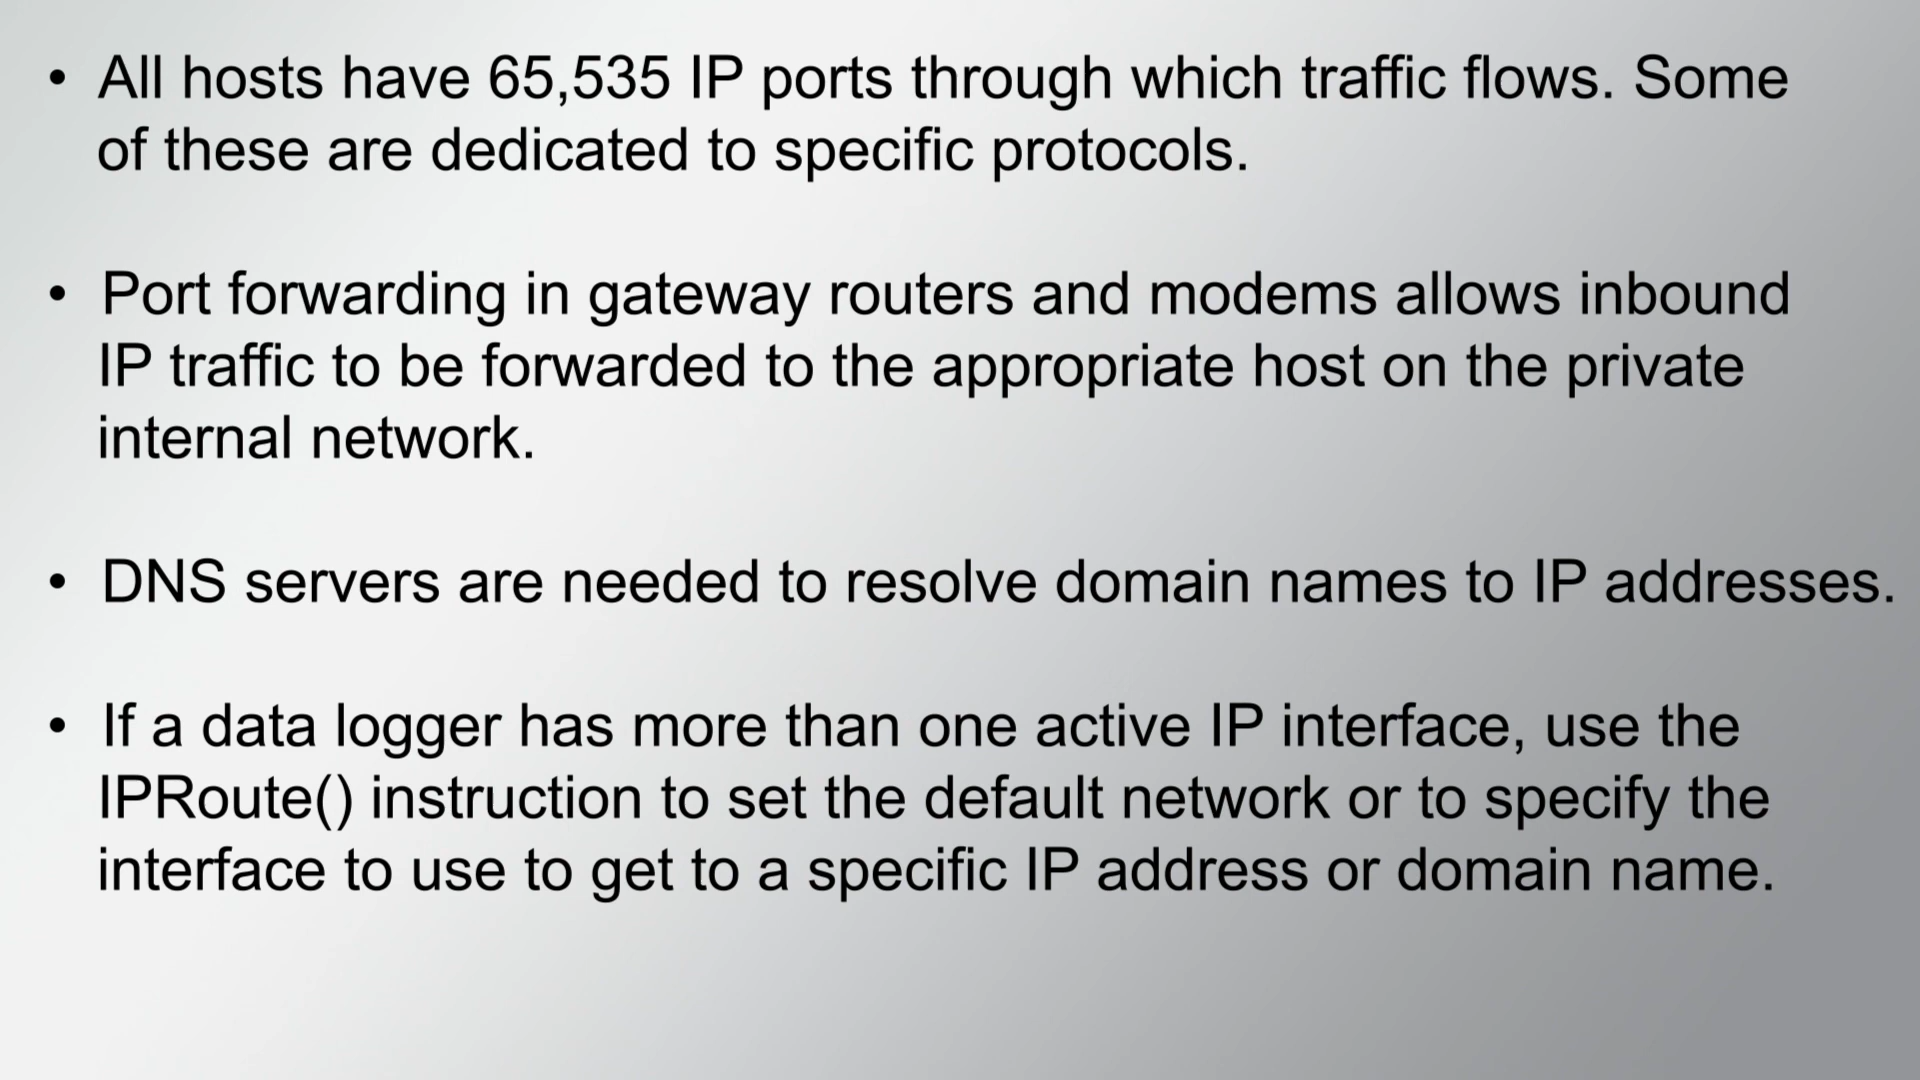 • All hosts have 65,535 IP ports through which traffic flows. Some
of these are dedicated to specific protocols.
• Port forwarding in gateway routers and modems allows inbound
IP traffic to be forwarded to the appropriate host on the private
internal network.
• DNS servers are needed to resolve domain names to IP addresses.
• If a data logger has more than one active IP interface, use the
IPRoute() instruction to set the default network or to specify the
interface to use to get to a specific IP address or domain name.